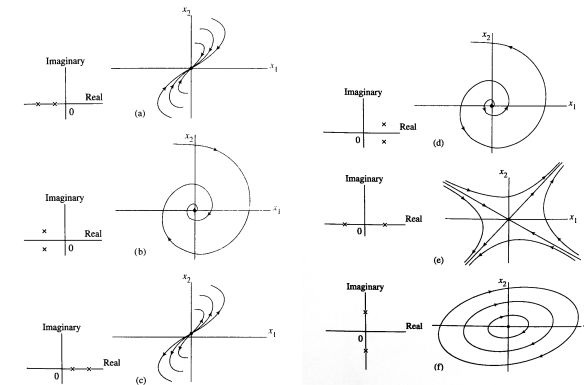 x2
Imaginary
Real
0
x1
(a)
x2
Imaginary
Real
0
x1
(b)
x2
Imaginary
Real
0
x1
(c)
x2
Imaginary
Real
0
x1
(d)
x2
Imaginary
Real
0
x1
(e)
x2
Imaginary
Real
0
(f)